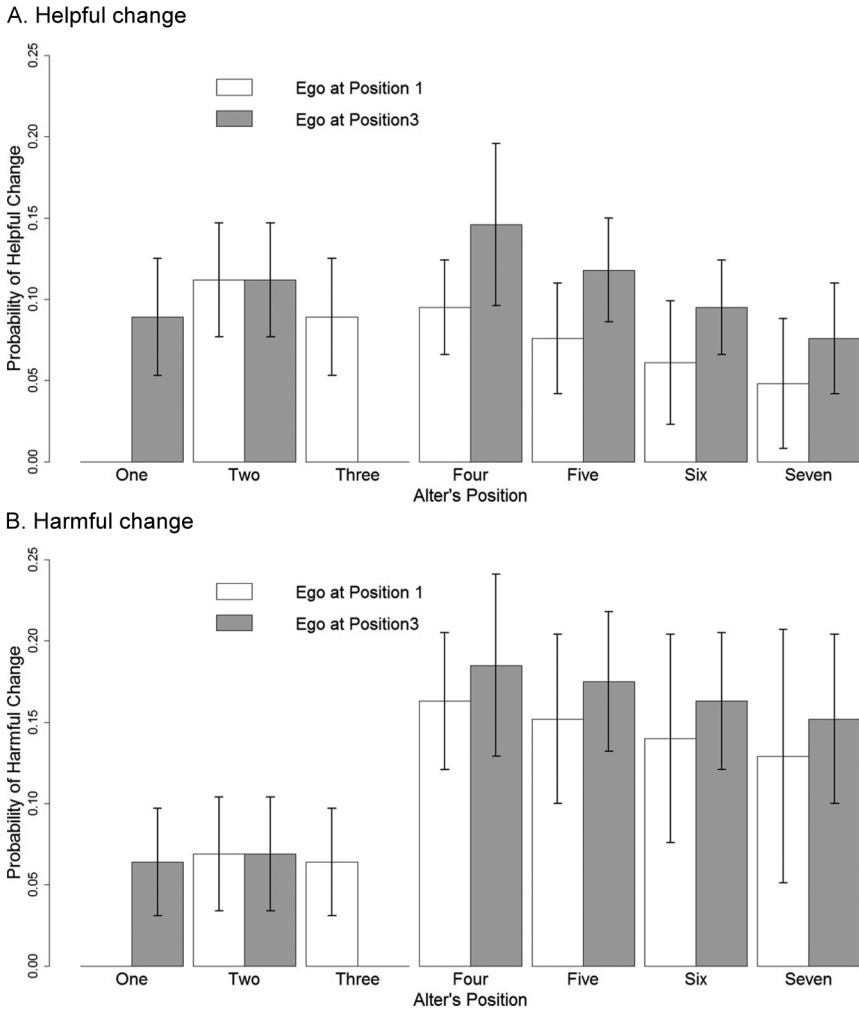 A. Helpful change
Probability of Helpful Change
0.25
0.20
0.15
0.10
0.05
0.00
Ego at Position 1
Ego at Position3
One Two Three Four Five Six Seven
Alter's Position
B. Harmful change
Probability of Harmful Change
0.25
0.20
0.15
0.10
0.05
0.00
Ego at Position 1
Ego at Position3
One Two Three Four Five Six Seven
Alter's Position